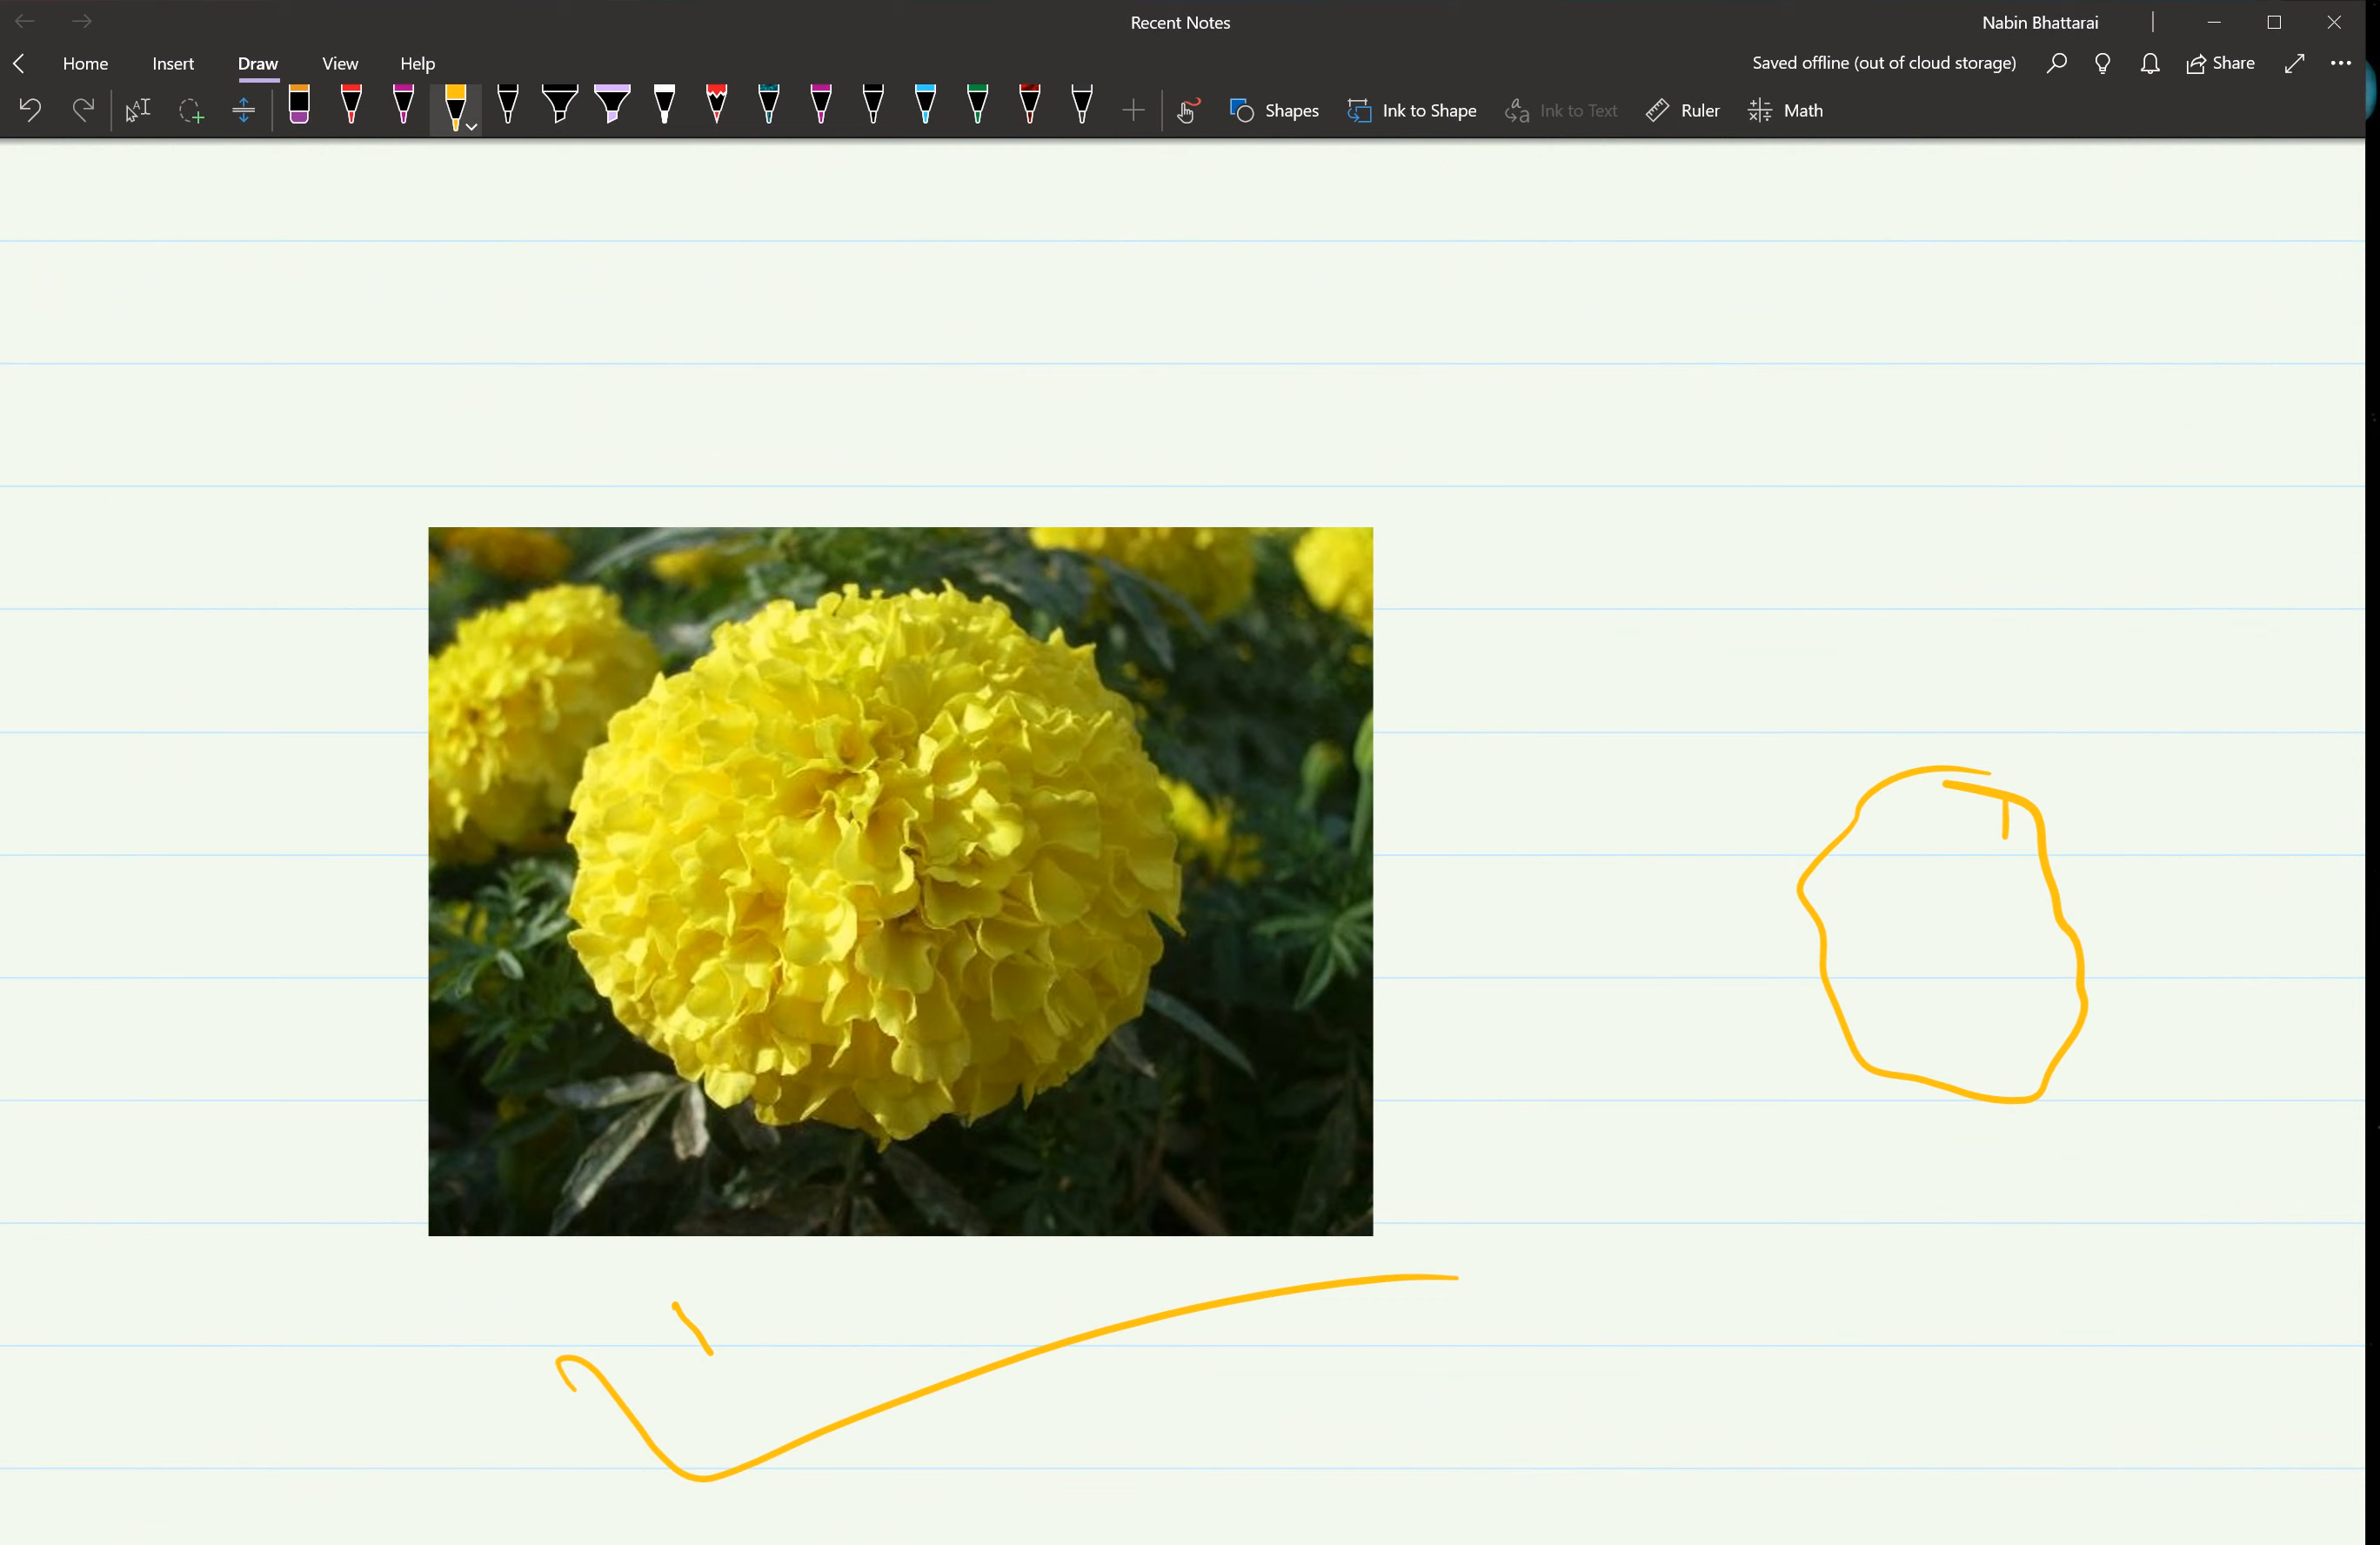 Recent Notes Nabin Bhattarai
Home Insert Draw View Help Saved offline (out of cloud storage) Share
Shapes Ink to Shape Ink to Text Ruler Math